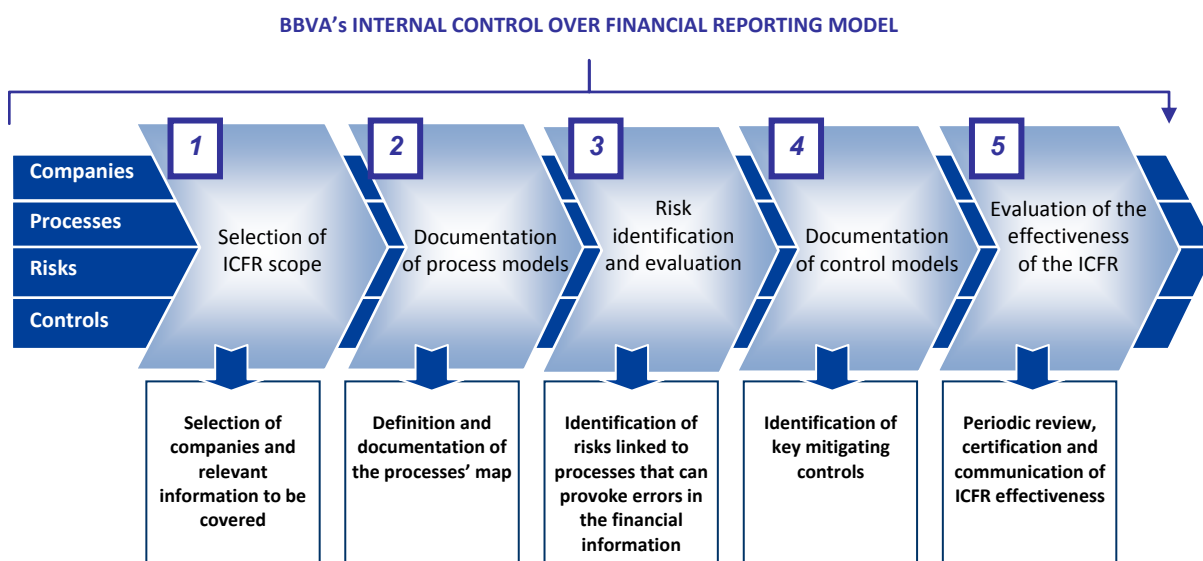 BBVA's INTERNAL CONTROL OVER FINANCIAL REPORTING MODEL
Companies
Processes
Risks
Controls
1
Selection of
ICFR scope
2
Documentation
of process models
3
Risk
identification
and evaluation
4
Documentation
of control models
5
Evaluation of the
effectiveness
of the ICFR
Selection of
companies and
relevant
information to be
covered
Definition and
documentation of
the processes' map
Identification of
risks linked to
processes that can
provoke errors in
the financial
information
Identification of
key mitigating
controls
Periodic review,
certification and
communication of
ICFR effectiveness